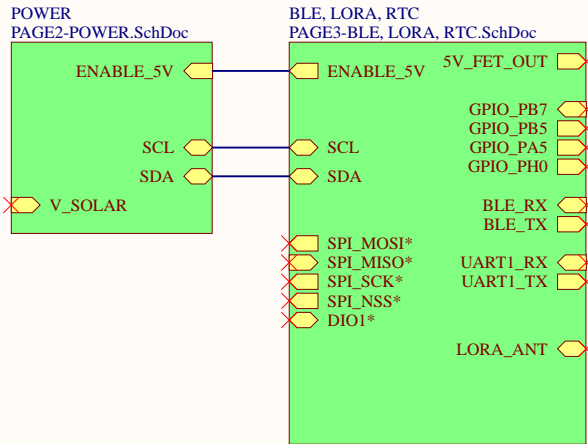 POWER
PAGE2-POWER.SchDoc
ENABLE_5V
SCL
SDA
V_SOLAR
BLE, LORA, RTC
PAGE3-BLE, LORA, RTC.SchDoc
ENABLE_5V
SCL
SDA
SPI_MOSI*
SPI_MISO*
SPI_SCK*
SPI_NSS*
DIO1*
5V_FET_OUT
GPIO_PB7
GPIO_PB5
GPIO_PA5
GPIO_PH0
BLE_RX
BLE_TX
UART1_RX
UART1_TX
LORA_ANT